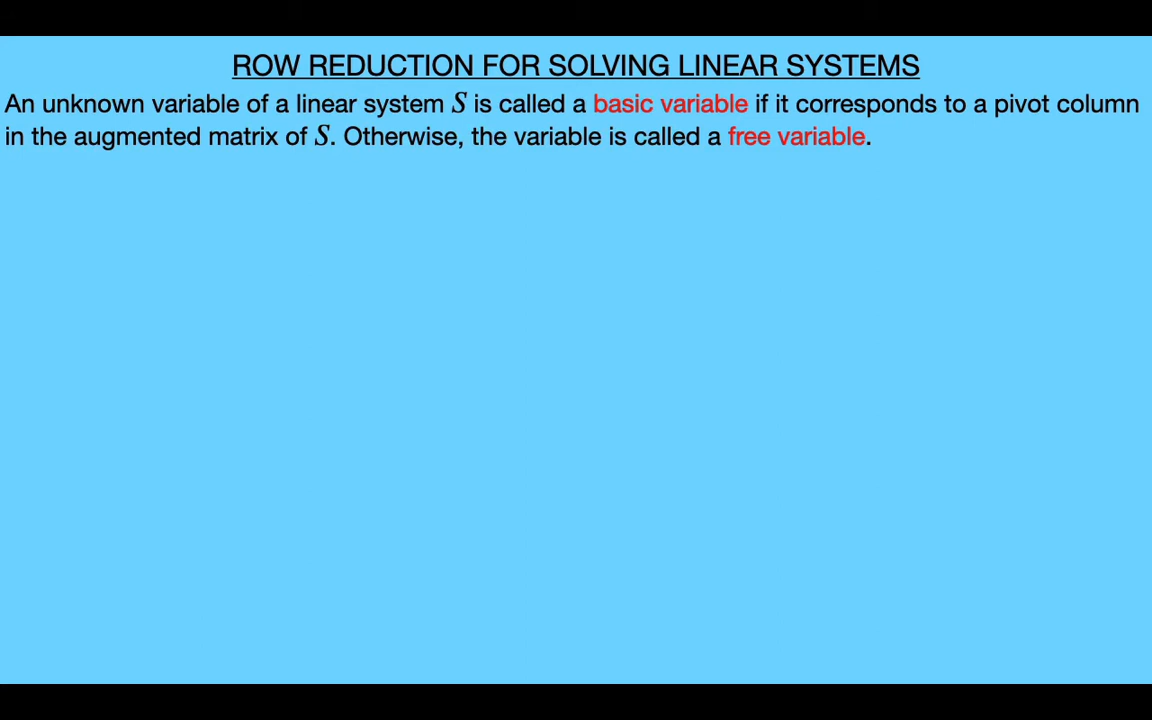 ROW REDUCTION FOR SOLVING LINEAR SYSTEMS
An unknown variable of a linear system S is called a basic variable if it corresponds to a pivot column
in the augmented matrix of S. Otherwise, the variable is called a free variable.